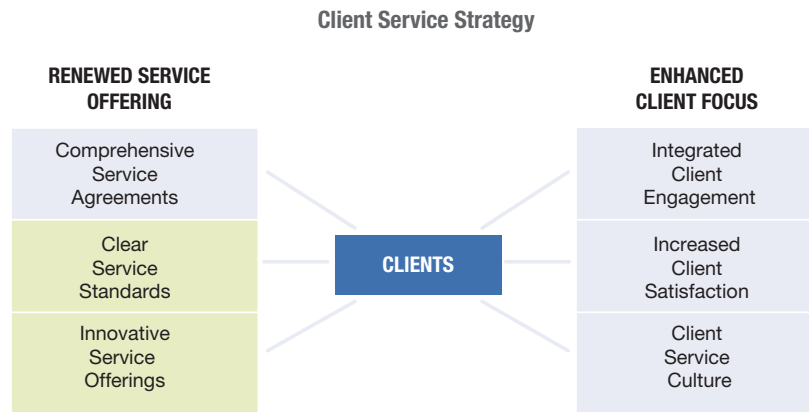 Client Service Strategy
RENEWED SERVICE
OFFERING
Comprehensive
Service
Agreements
Clear
Service
Standards
Innovative
Service
Offerings
CLIENTS
ENHANCED
CLIENT FOCUS
Integrated
Client
Engagement
Increased
Client
Satisfaction
Client
Service
Culture